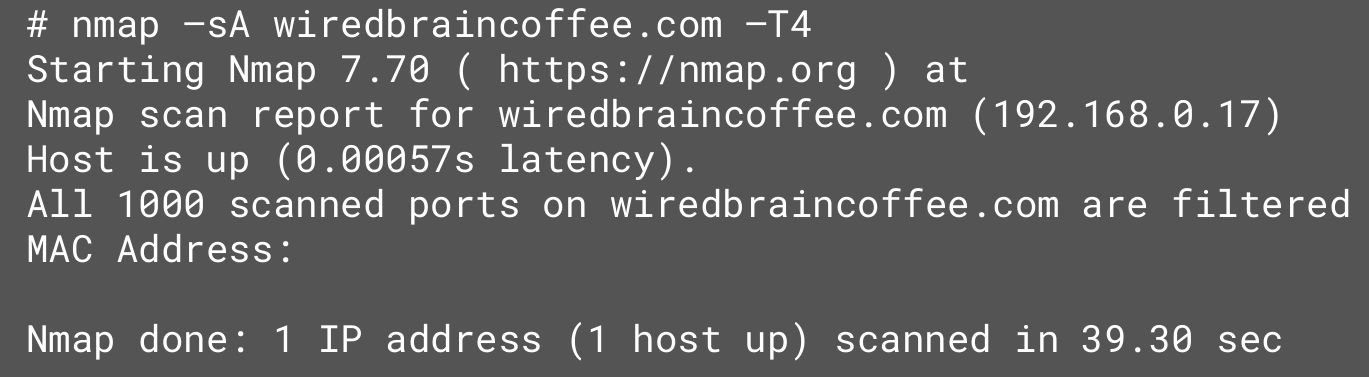 # nmap –sA wiredbraincoffee.com –T4
Starting Nmap 7.70 ( https://nmap.org ) at
Nmap scan report for wiredbraincoffee.com (192.168.0.17)
Host is up (0.00057s latency).
All 1000 scanned ports on wiredbraincoffee.com are filtered
MAC Address:
Nmap done: 1 IP address (1 host up) scanned in 39.30 sec